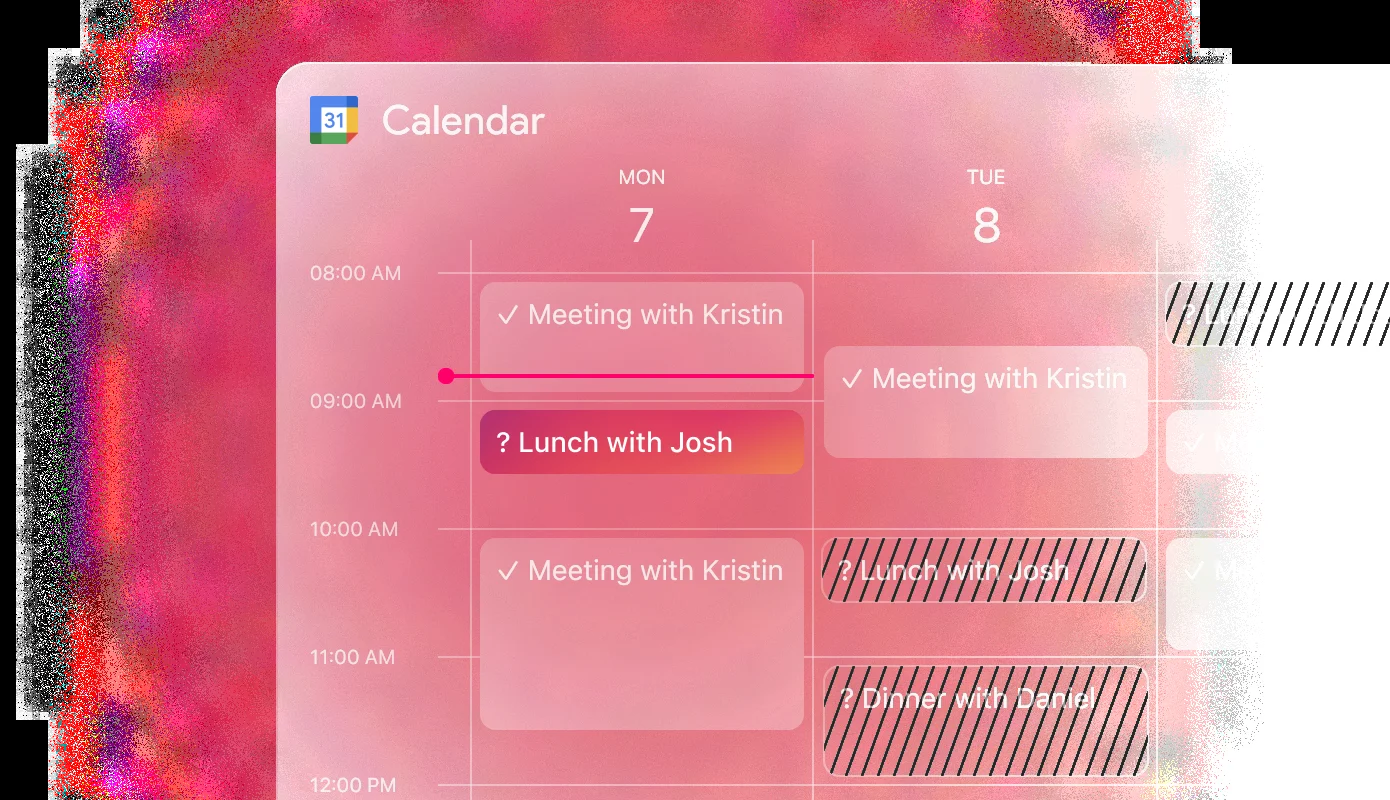 31 Calendar
MON TUE
7 8
08:00 AM
✓ Meeting with Kristin
✓ Meeting with Kristin
09:00 AM
? Lunch with Josh
10:00 AM
✓ Meeting with Kristin
? Lunch with Josh
11:00 AM
? Dinner with Daniel
12:00 PM